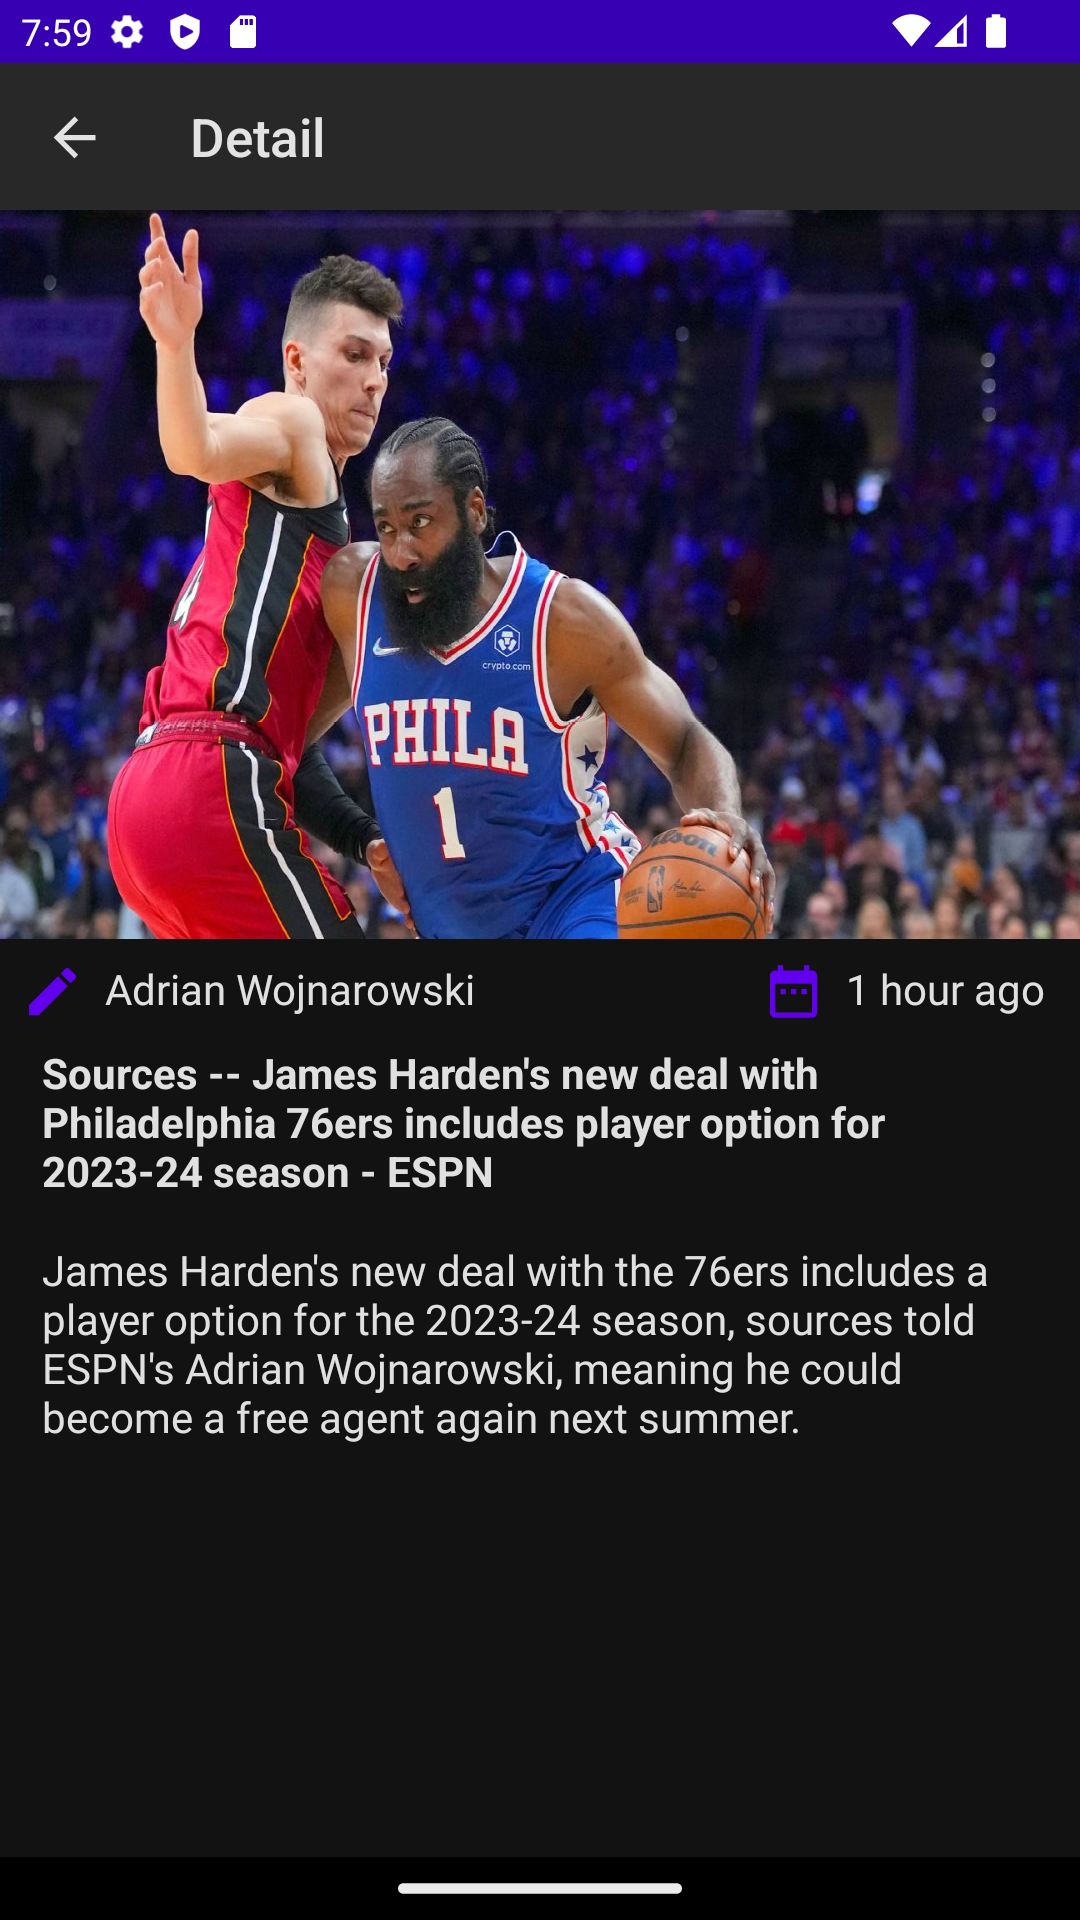 7:59
Detail
crypto.com
PHILA
1
Adrian Wojnarowski
1 hour ago
Sources -- James Harden's new deal with
Philadelphia 76ers includes player option for
2023-24 season - ESPN
James Harden's new deal with the 76ers includes a
player option for the 2023-24 season, sources told
ESPN's Adrian Wojnarowski, meaning he could
become a free agent again next summer.